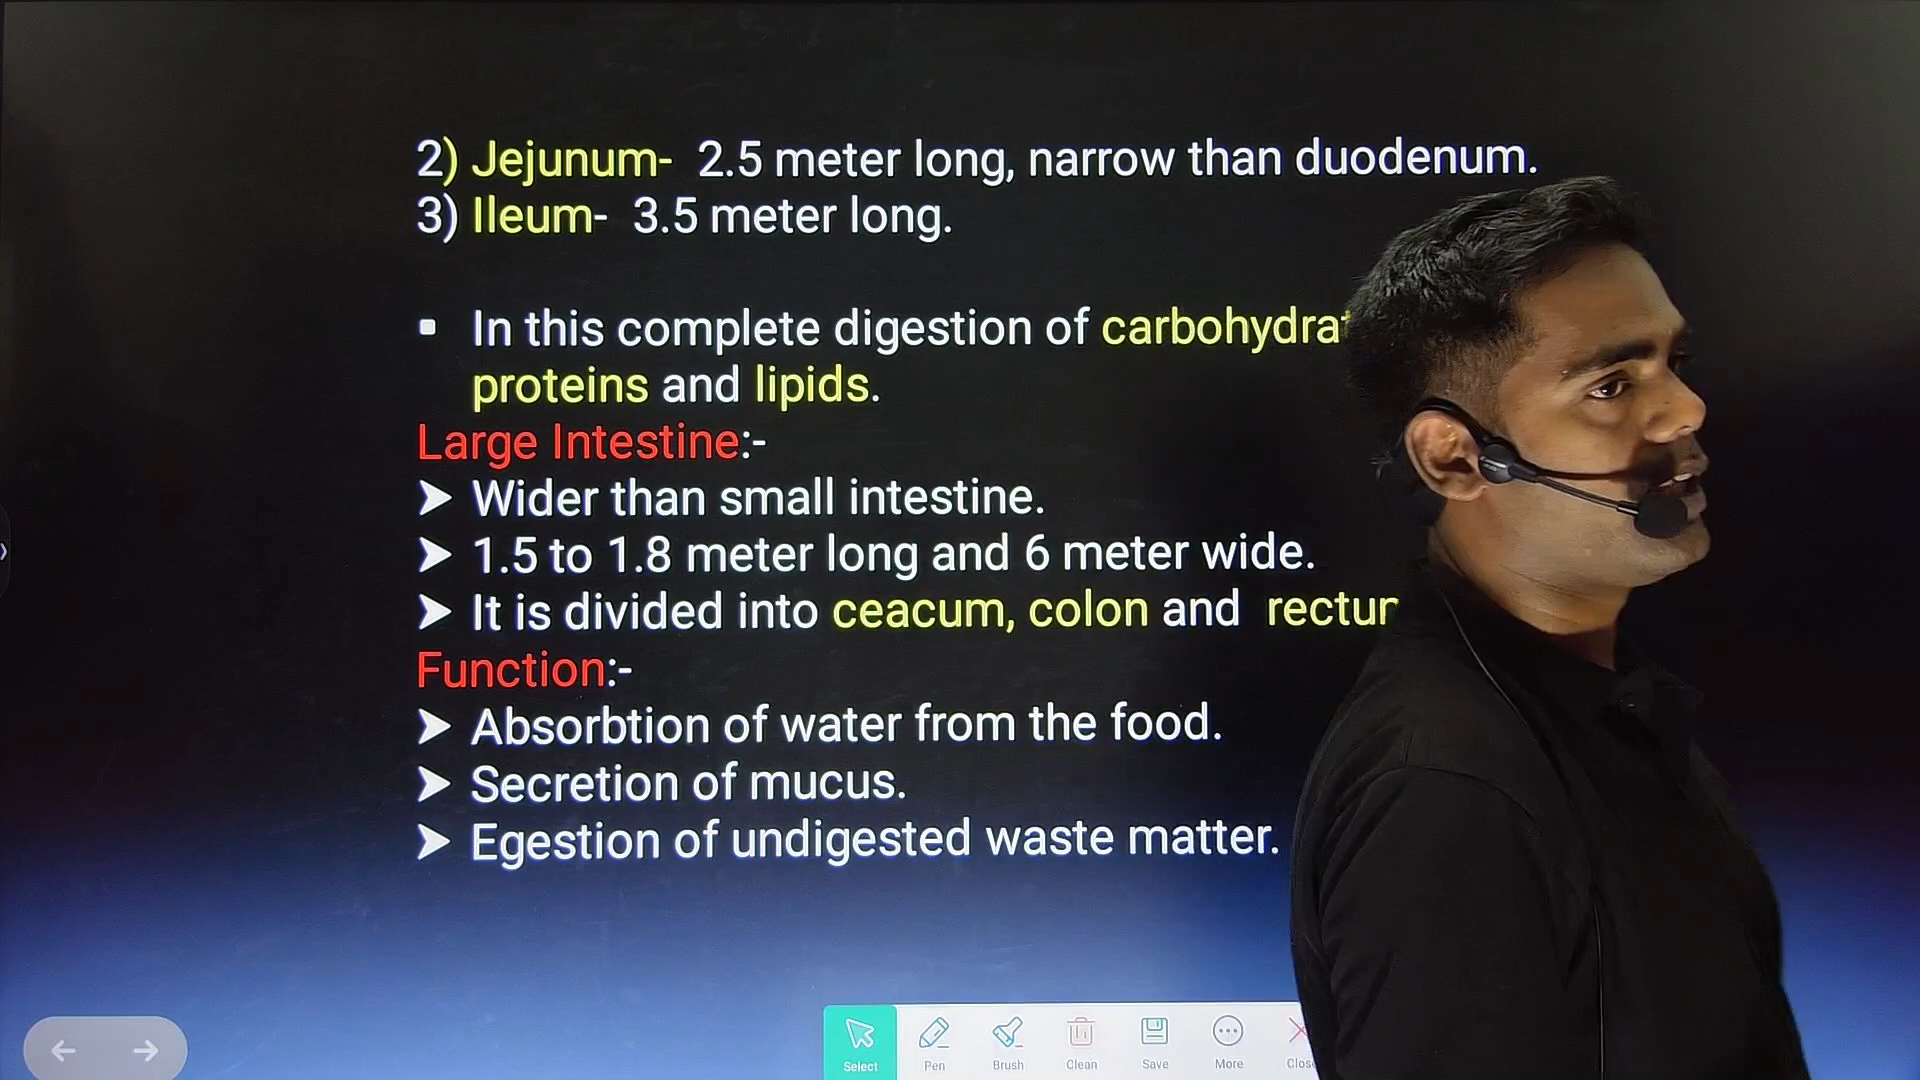 2) Jejunum- 2.5 meter long, narrow than duodenum.
3) Ileum- 3.5 meter long.
▪ In this complete digestion of
proteins and lipids.
Large Intestine:-
➤ Wider than small intestine.
➤ 1.5 to 1.8 meter long and 6 meter wide.
➤ It is divided into ceacum, colon and
Function:-
➤ Absorbtion of water from the food.
➤ Secretion of mucus.
➤ Egestion of undigested waste matter.
Select Pen Brush Clean Save More